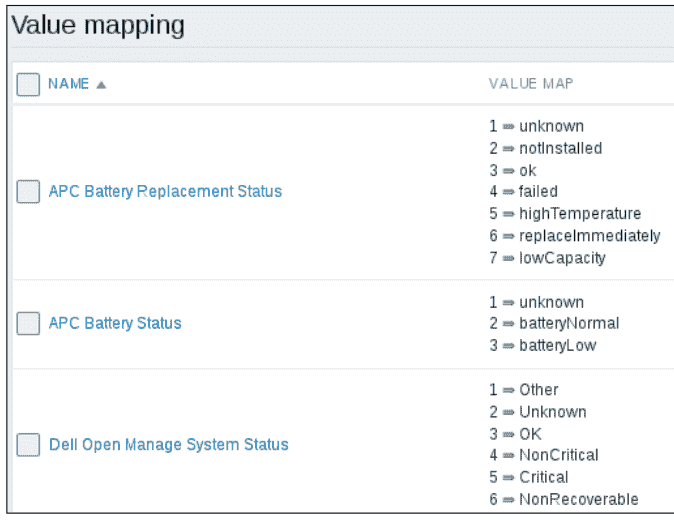 Value mapping
NAME ▲ VALUE MAP
APC Battery Replacement Status
1 ⇒ unknown
2 ⇒ notInstalled
3 ⇒ ok
4 ⇒ failed
5 ⇒ highTemperature
6 ⇒ replaceImmediately
7 ⇒ lowCapacity
APC Battery Status
1 ⇒ unknown
2 ⇒ batteryNormal
3 ⇒ batteryLow
Dell Open Manage System Status
1 ⇒ Other
2 ⇒ Unknown
3 ⇒ OK
4 ⇒ NonCritical
5 ⇒ Critical
6 ⇒ NonRecoverable